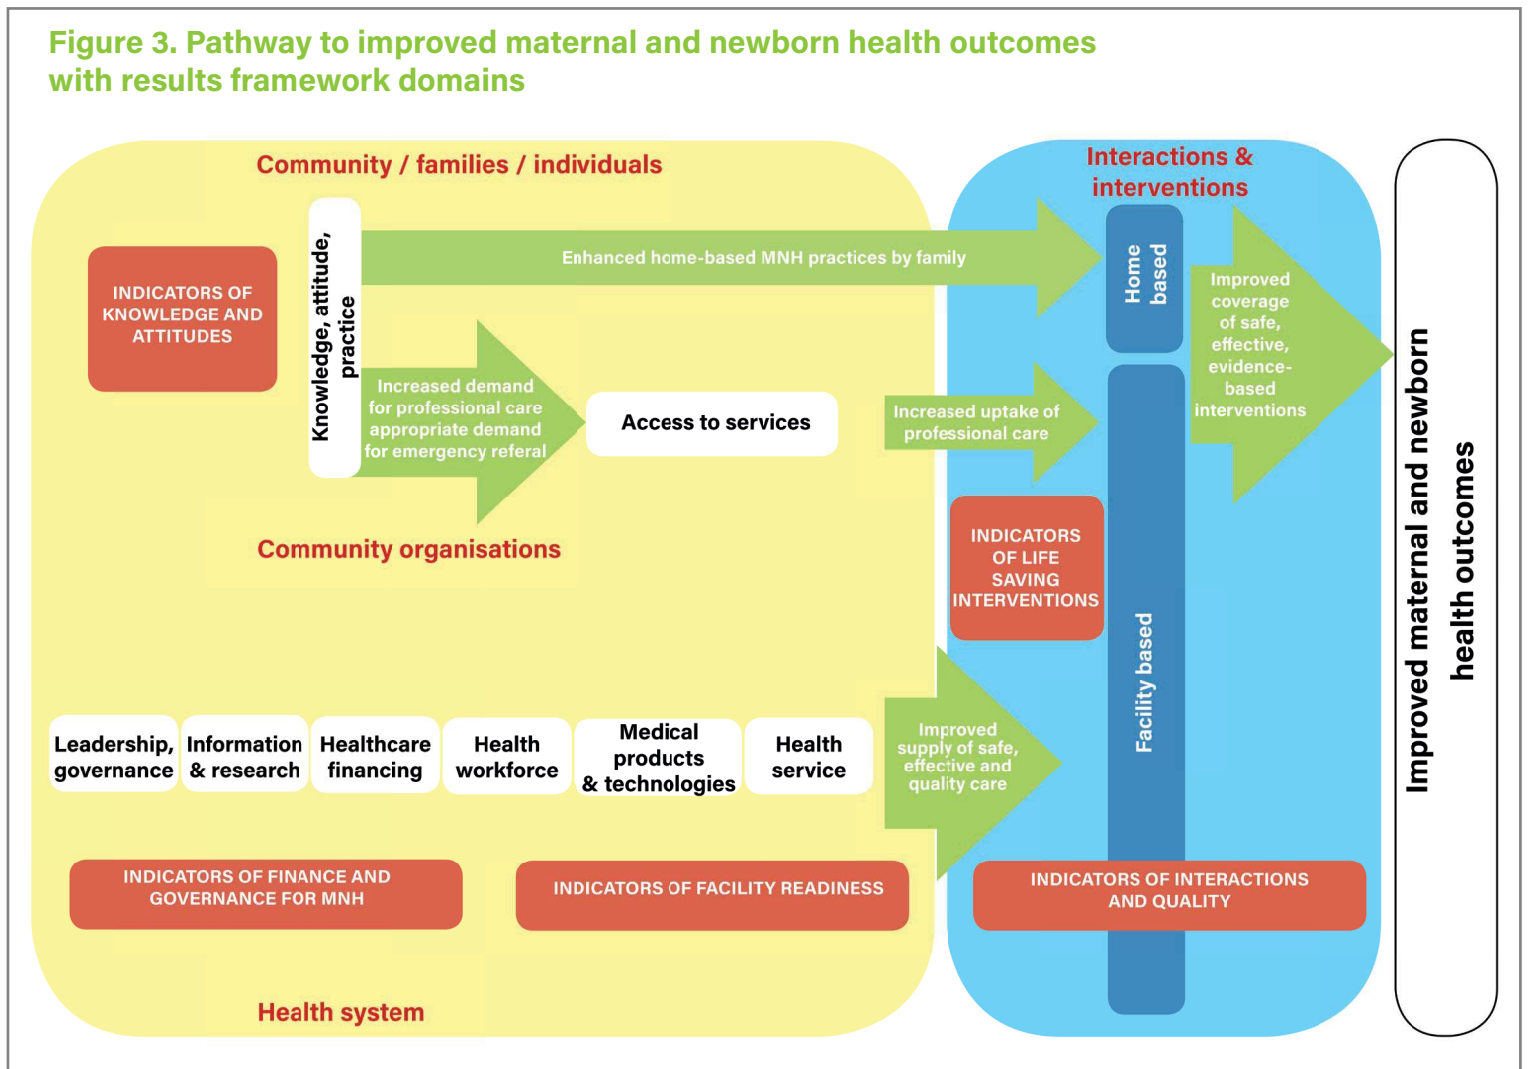 Figure 3. Pathway to improved maternal and newborn health outcomes
with results framework domains
Community / families / individuals
INDICATORS OF
KNOWLEDGE AND
ATTITUDES
Knowledge, attitude,
practice
Enhanced home-based MNH practices by family
Increased demand
for professional care
appropriate demand
for emergency referal
Access to services
Increased uptake of
professional care
Community organisations
Leadership,
governance
Information
& research
Healthcare
financing
Health
workforce
Medical
products
& technologies
Health
service
Improved
supply of safe,
effective and
quality care
INDICATORS OF FINANCE AND
GOVERNANCE FOR MNH
INDICATORS OF FACILITY READINESS
Health system
Interactions &
interventions
Home
based
Improved
coverage
of safe,
effective,
evidence-
based
interventions
INDICATORS
OF LIFE
SAVING
INTERVENTIONS
Facility based
INDICATORS OF INTERACTIONS
AND QUALITY
Improved maternal and newborn
health outcomes